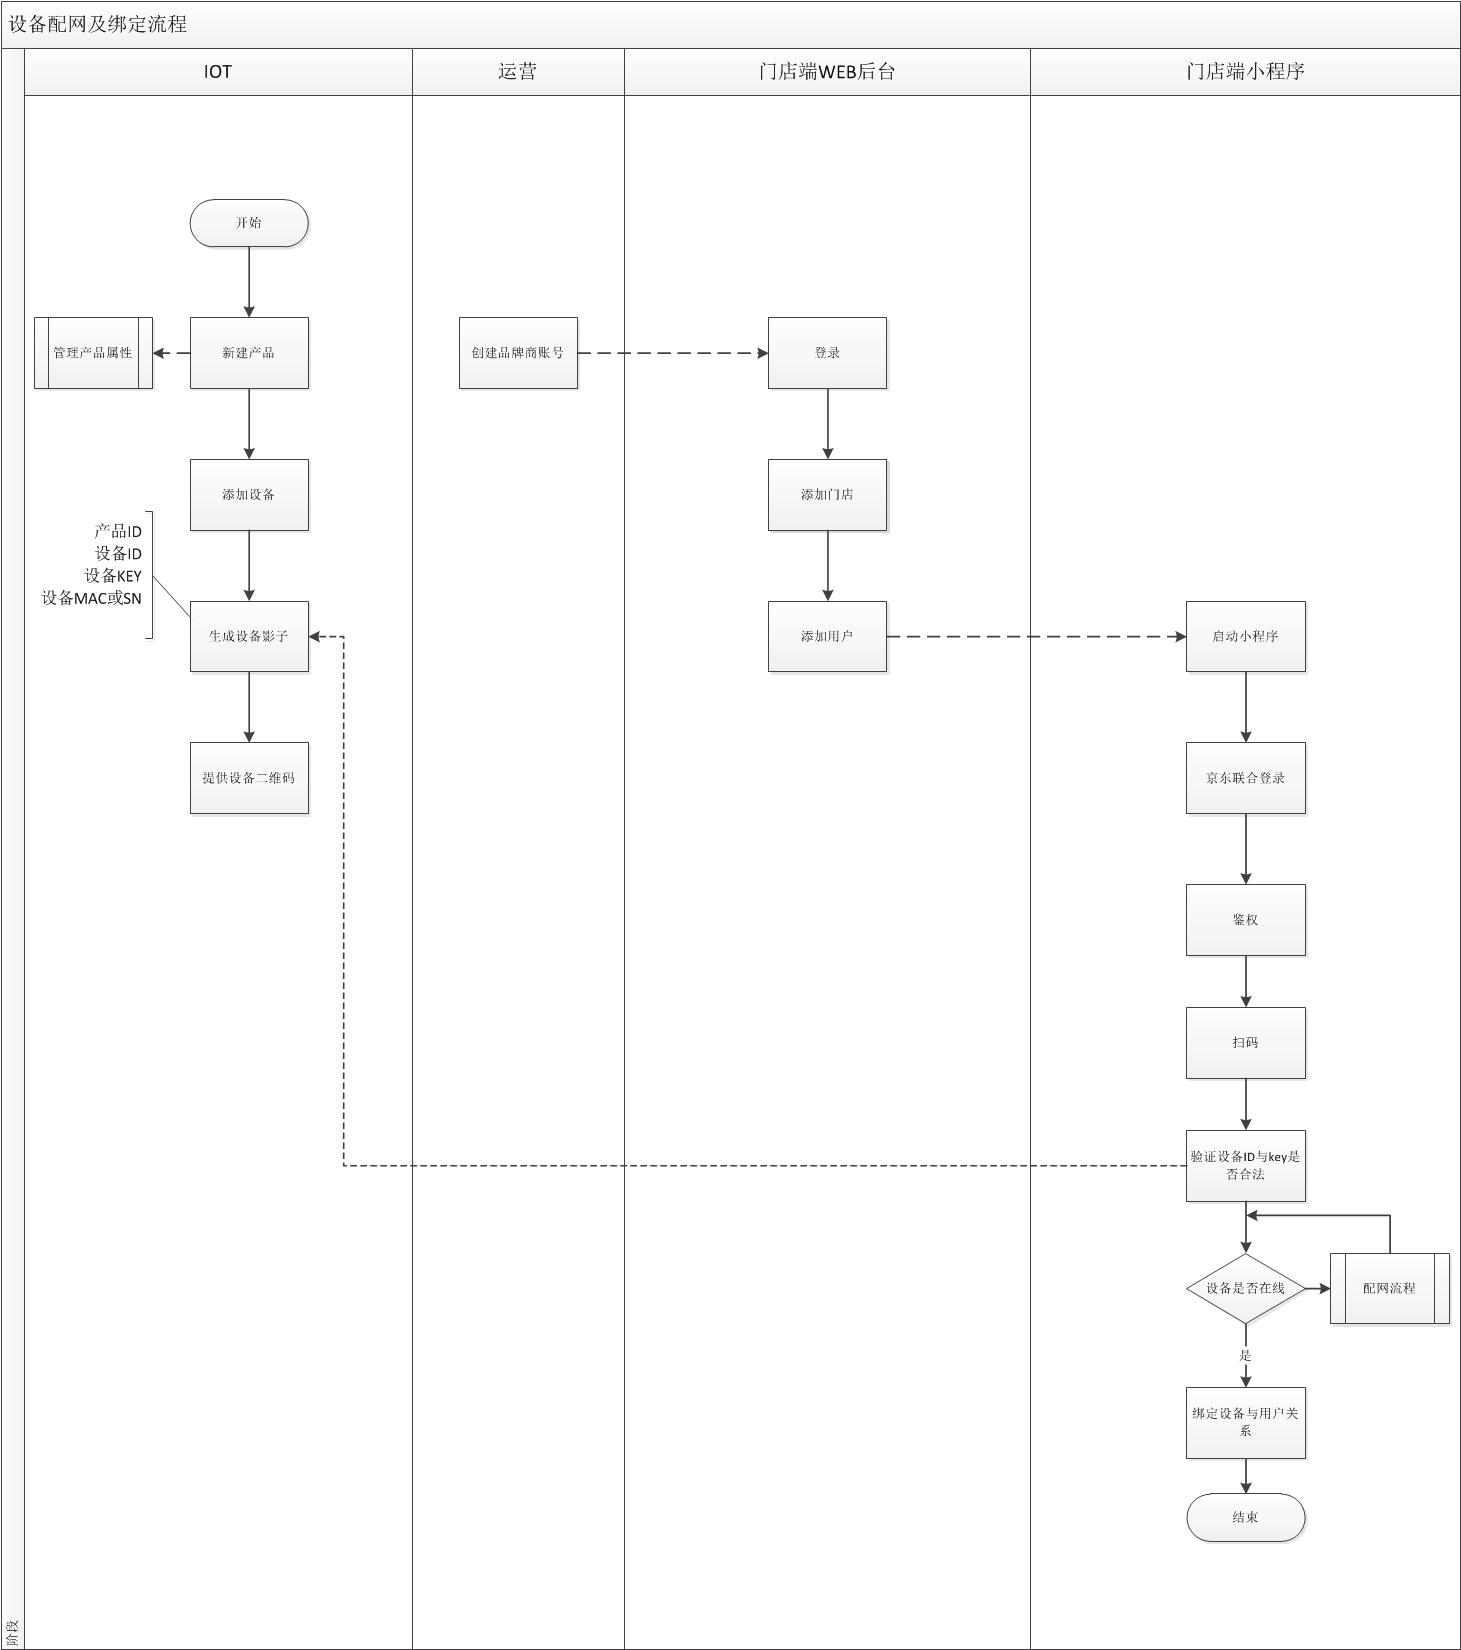 设备配网及绑定流程
IOT
运营
门店端WEB后台
门店端小程序
开始
管理产品属性
新建产品
创建品牌商账号
登录
添加设备
添加门店
产品ID
设备ID
设备KEY
设备MAC或SN
生成设备影子
添加用户
启动小程序
提供设备二维码
京东联合登录
鉴权
扫码
验证设备ID与key是
否合法
设备是否在线
配网流程
是
绑定设备与用户关
系
结束
阶段